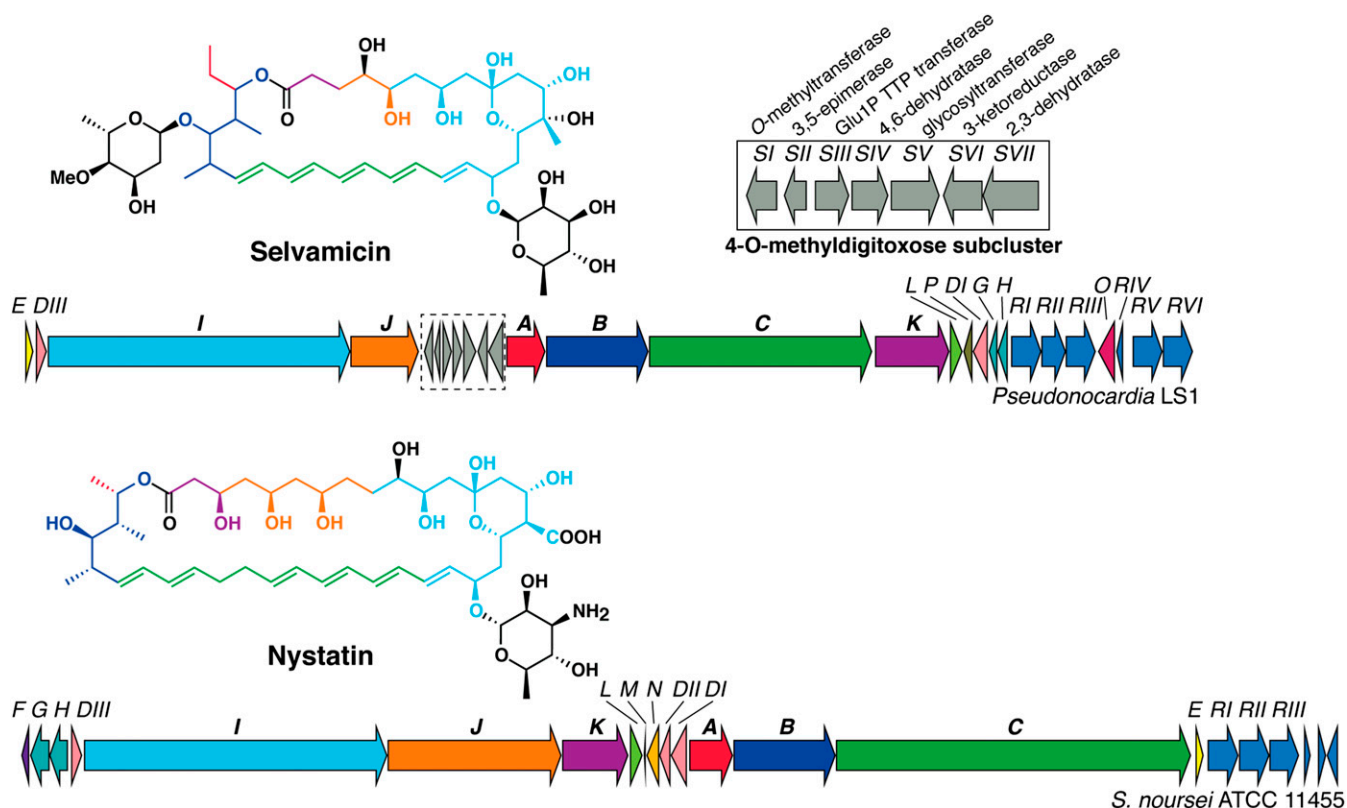 OH
OH
OH
O
O
OH
OH
O
OH
OH
O
O
O
OH
MeO
OH
O
OH
OH
O
OH
Selvamicin
O-methyltransferase
3,5-epimerase
Glu1P TTP transferase
4,6-dehydratase
glycosyltransferase
3-ketoreductase
2,3-dehydratase
SI SII SIII SIV SV SVI SVII
4-O-methyldigitoxose subcluster
E DIII I J A B C K L P DI G H RI RII RIII O RIV RV RVI
Pseudonocardia LS1
OH
OH
OH
O
O
OH
OH
OH
OH
O
COOH
HO
O
OH
NH2
O
OH
Nystatin
F G H DIII I J K L M N DII DI A B C E RI RII RIII
S. noursei ATCC 11455